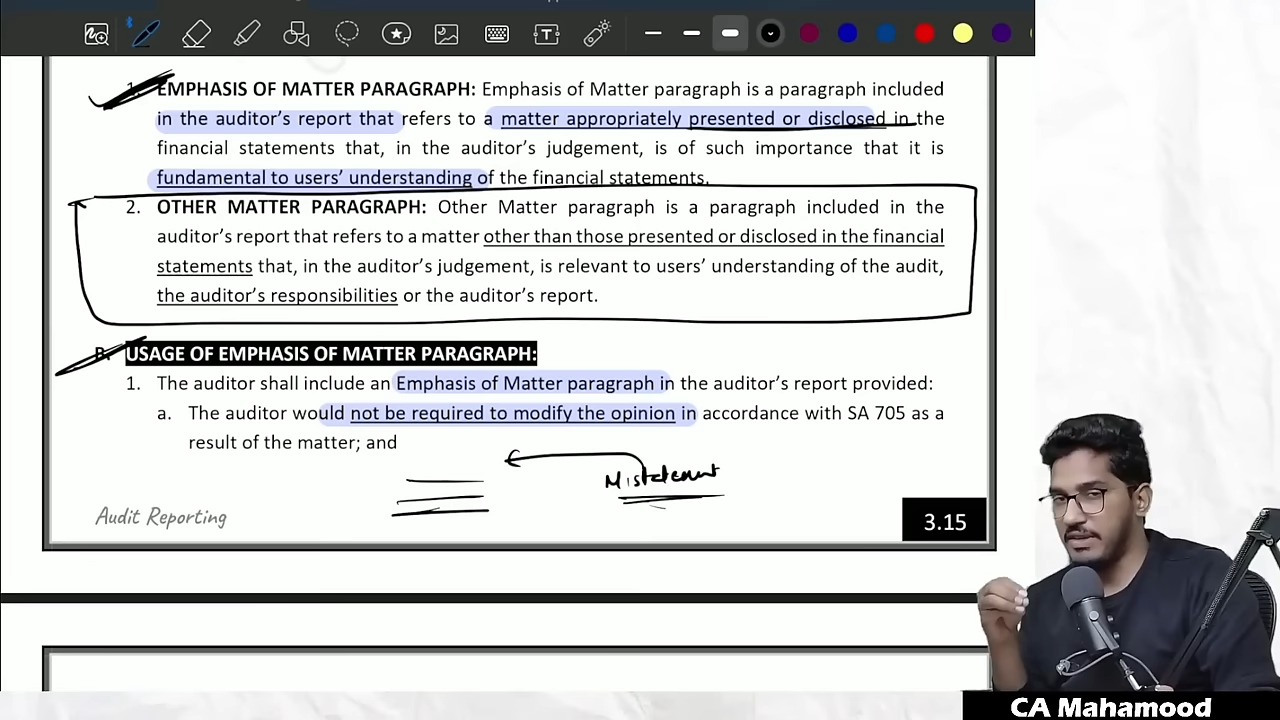 1. EMPHASIS OF MATTER PARAGRAPH: Emphasis of Matter paragraph is a paragraph included
in the auditor's report that refers to a matter appropriately presented or disclosed in the
financial statements that, in the auditor's judgement, is of such importance that it is
fundamental to users' understanding of the financial statements.
2. OTHER MATTER PARAGRAPH: Other Matter paragraph is a paragraph included in the
auditor's report that refers to a matter other than those presented or disclosed in the financial
statements that, in the auditor's judgement, is relevant to users' understanding of the audit,
the auditor's responsibilities or the auditor's report.
B. USAGE OF EMPHASIS OF MATTER PARAGRAPH:
1. The auditor shall include an Emphasis of Matter paragraph in the auditor's report provided:
a. The auditor would not be required to modify the opinion in accordance with SA 705 as a
result of the matter; and
Audit Reporting
3.15
CA Mahamood